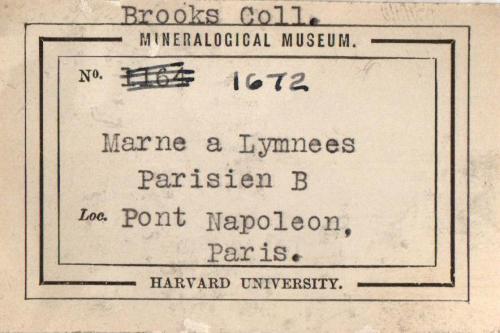 Brooks Coll.
MINERALOGICAL MUSEUM.
No. 1164 1672
Marne a Lymnees
Parisien B
Loc. Pont Napoleon,
Paris.
HARVARD UNIVERSITY.